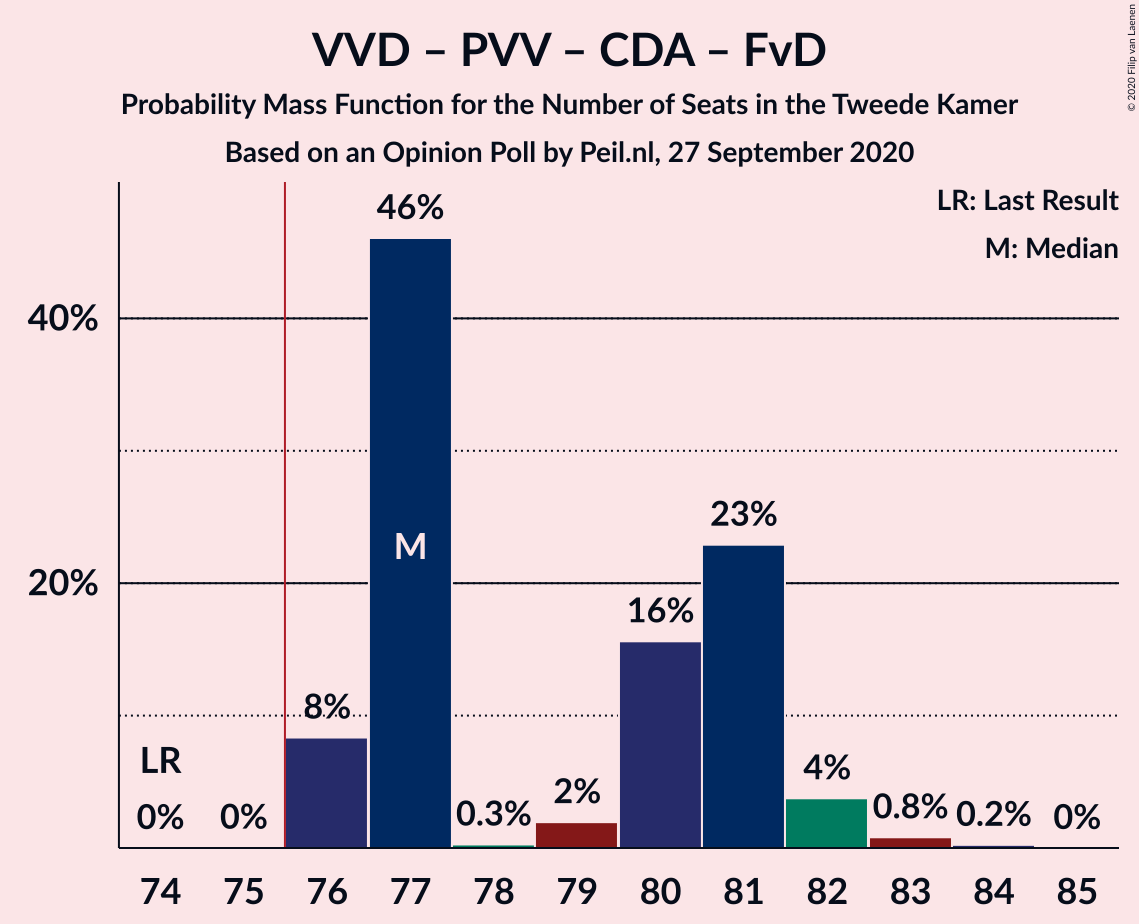 VVD – PVV – CDA – FvD
Probability Mass Function for the Number of Seats in the Tweede Kamer
Based on an Opinion Poll by Peil.nl, 27 September 2020
© 2020 Filip van Laenen
LR: Last Result
M: Median
40%
20%
LR
0%
0%
8%
46%
M
0.3%
2%
16%
23%
4%
0.8%
0.2%
0%
74 75 76 77 78 79 80 81 82 83 84 85